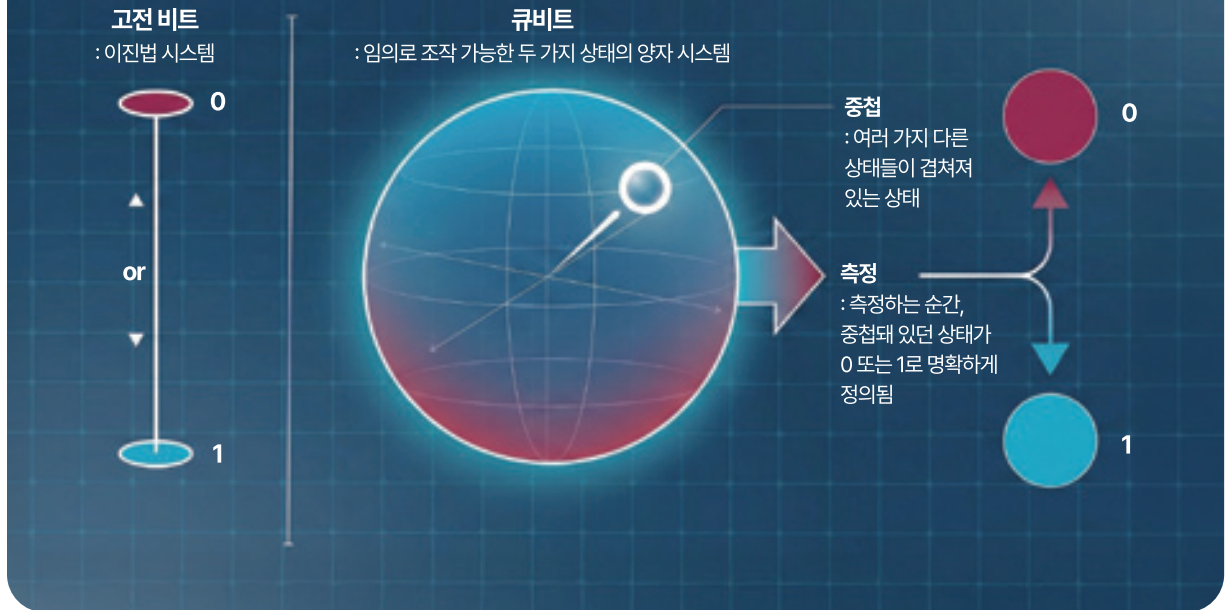 고전 비트
: 이진법 시스템
0
or
1
큐비트
: 임의로 조작 가능한 두 가지 상태의 양자 시스템
중첩
: 여러 가지 다른
상태들이 겹쳐져
있는 상태
측정
: 측정하는 순간,
중첩돼 있던 상태가
0 또는 1로 명확하게
정의됨
0
1